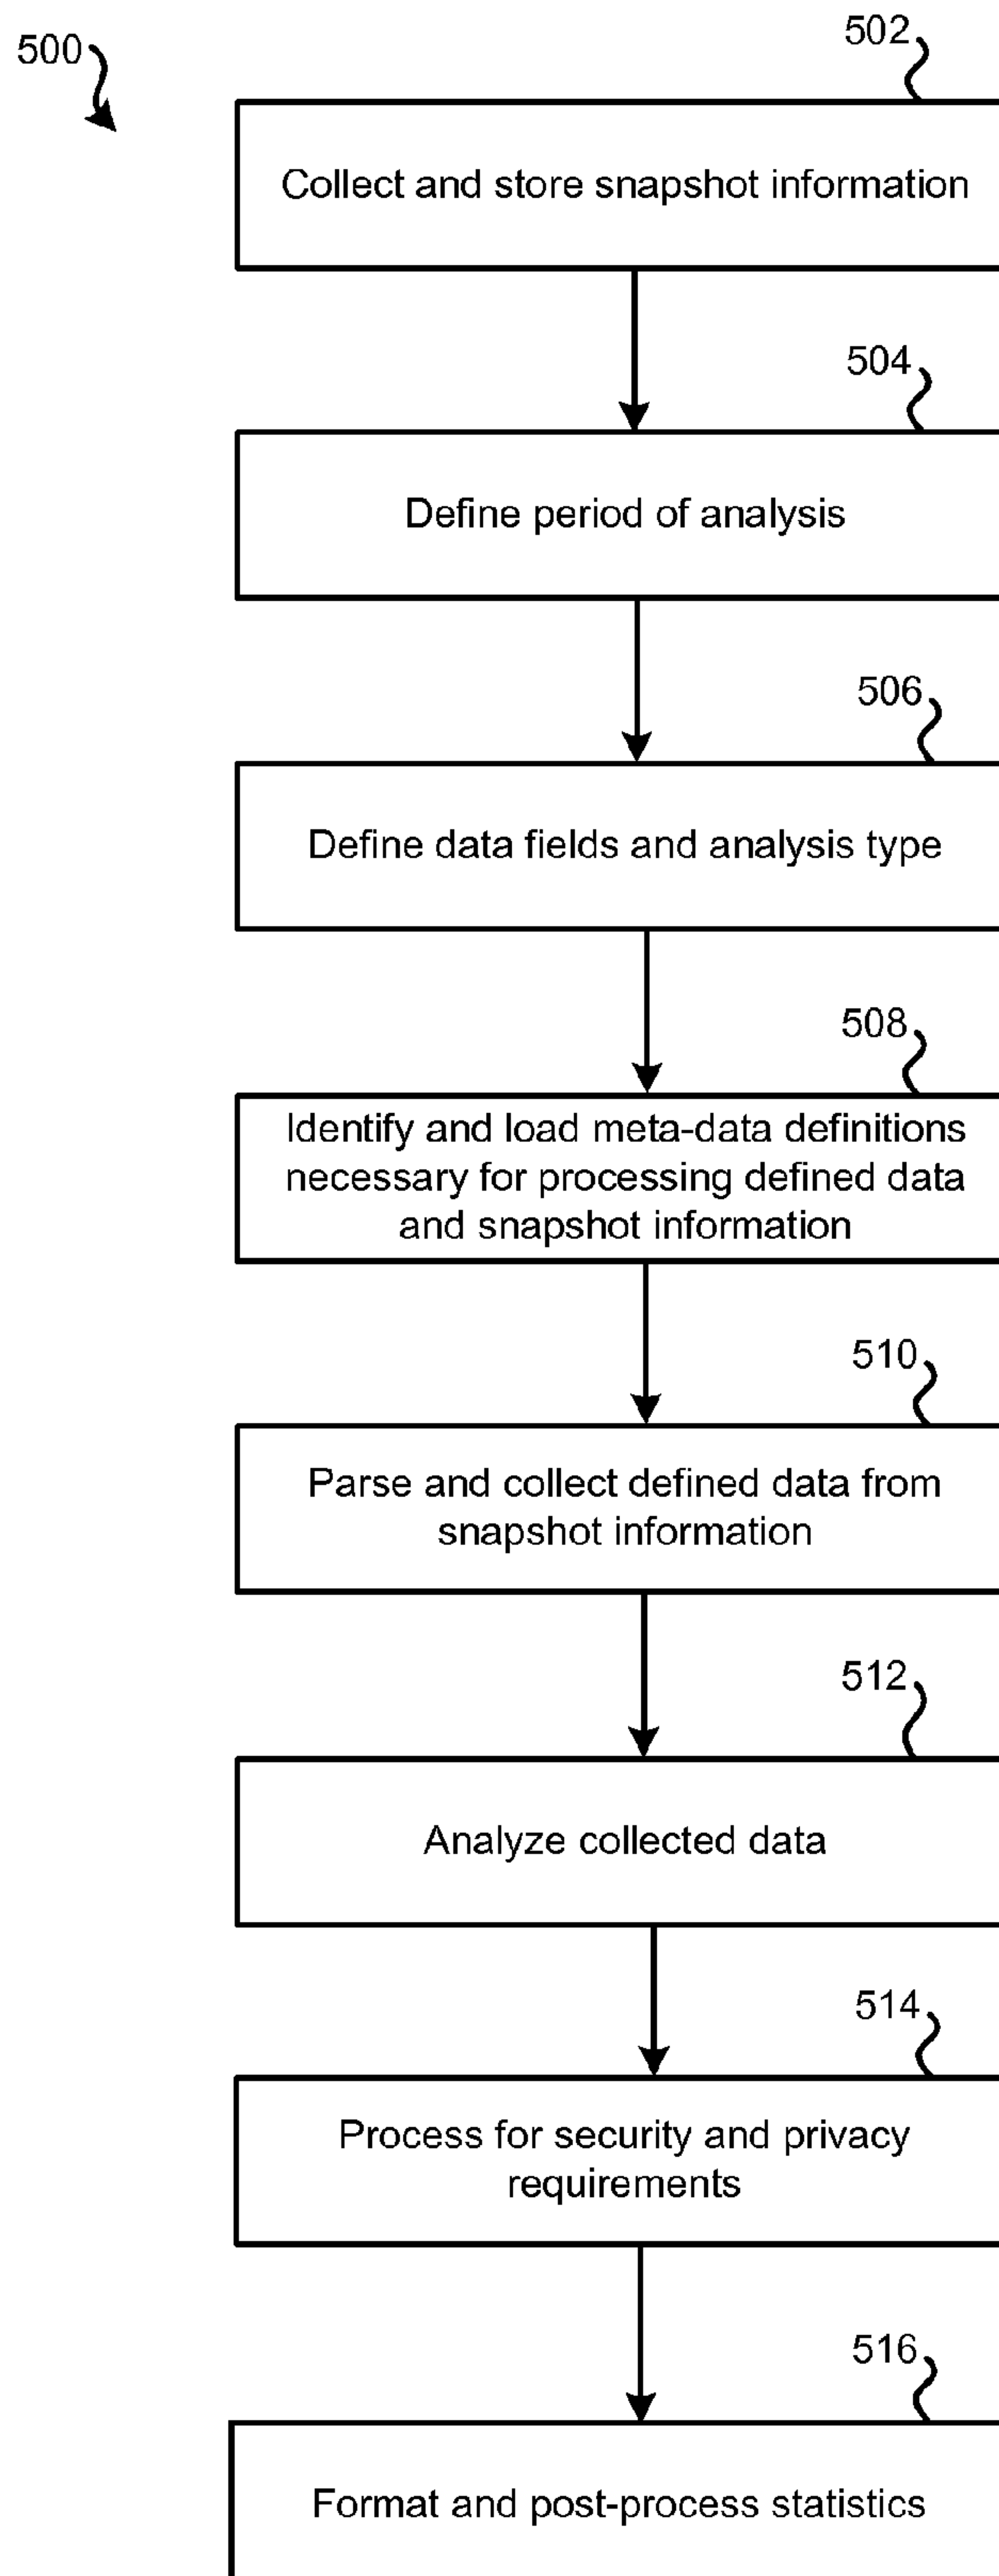 500
502
Collect and store snapshot information
504
Define period of analysis
506
Define data fields and analysis type
508
Identify and load meta-data definitions
necessary for processing defined data
and snapshot information
510
Parse and collect defined data from
snapshot information
512
Analyze collected data
514
Process for security and privacy
requirements
516
Format and post-process statistics